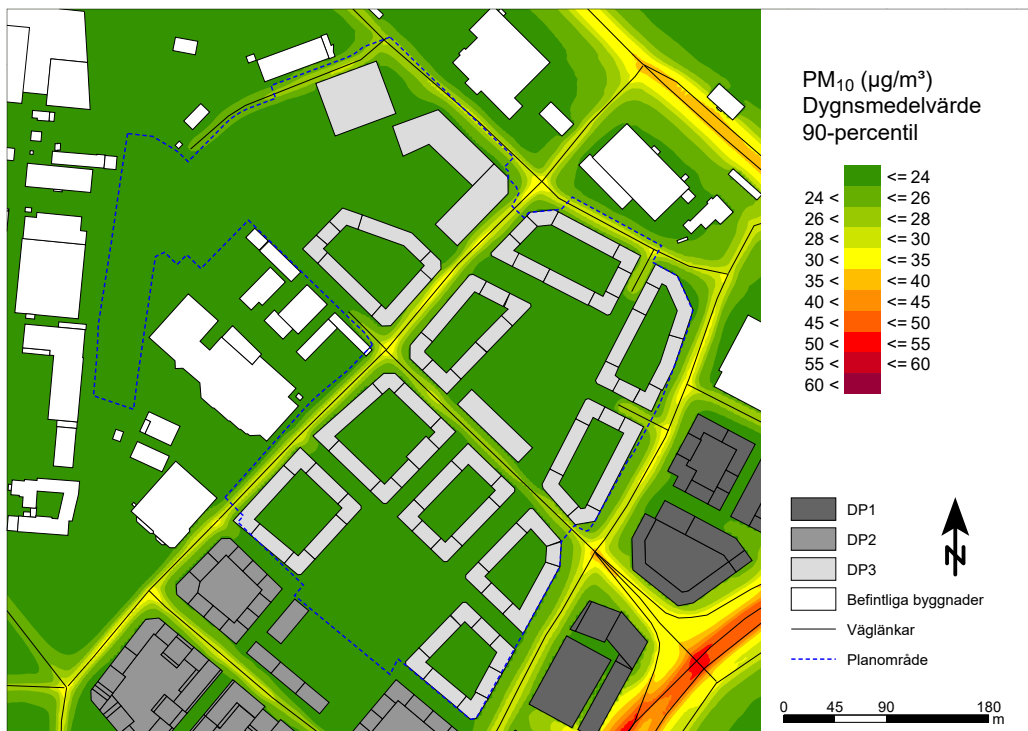 PM₁₀ (µg/m³)
Dygnsmedelvärde
90-percentil
<= 24
24 < <= 26
26 < <= 28
28 < <= 30
30 < <= 35
35 < <= 40
40 < <= 45
45 < <= 50
50 < <= 55
55 < <= 60
60 <
DP1
DP2
DP3
Befintliga byggnader
Väglänkar
Planområde
N
0 45 90 180
m